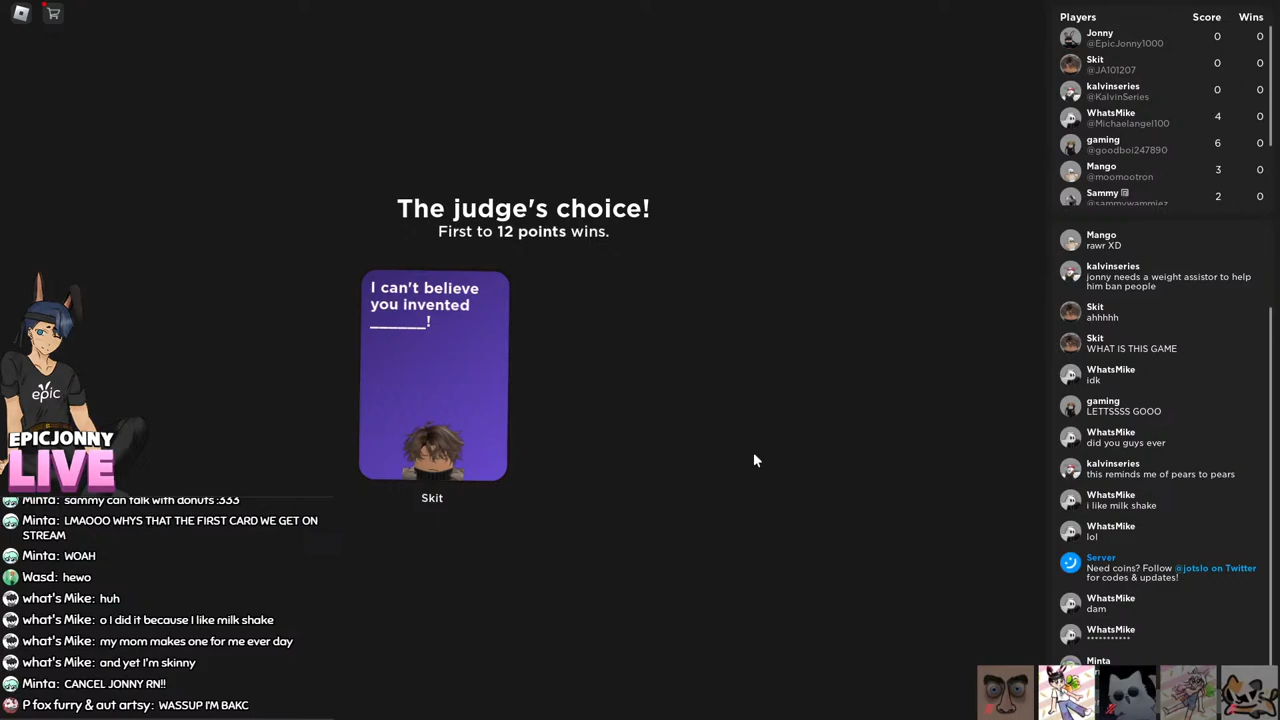 The judge's choice!
First to 12 points wins.
I can't believe
you invented
______!
Skit
epic
EPICJONNY
LIVE
Minta: sammy can talk with donuts :333
Minta: LMAOOO WHYS THAT THE FIRST CARD WE GET ON
STREAM
Minta: WOAH
Wasd: hewo
what's Mike: huh
what's Mike: o I did it because I like milk shake
what's Mike: my mom makes one for me ever day
what's Mike: and yet I'm skinny
Minta: CANCEL JONNY RN!!
P fox furry & aut artsy: WASSUP I'M BAKC
Players Score Wins
Jonny
@EpicJonny1000 0 0
Skit
@JA101207 0 0
kalvinseries
@KalvinSeries 0 0
WhatsMike
@Michaelangel100 4 0
gaming
@goodboi247890 6 0
Mango
@moomootron 3 0
Sammy
@sammywammiez 2 0
Mango
rawr XD
kalvinseries
jonny needs a weight assistor to help
him ban people
Skit
ahhhhh
Skit
WHAT IS THIS GAME
WhatsMike
idk
gaming
LETTSSSS GOOO
WhatsMike
did you guys ever
kalvinseries
this reminds me of pears to pears
WhatsMike
i like milk shake
WhatsMike
lol
Server
Need coins? Follow @jotslo on Twitter
for codes & updates!
WhatsMike
dam
WhatsMike
***********
Minta